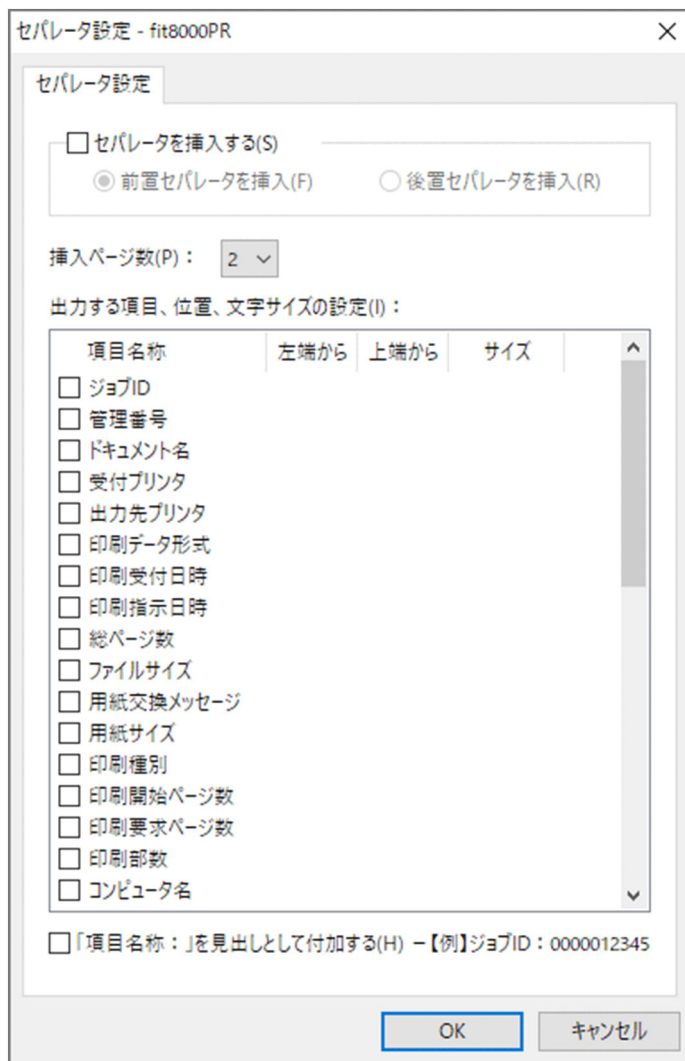 セパレータ設定 - fit8000PR
セパレータ設定
セパレータを挿入する(S)
前置セパレータを挿入(F) 後置セパレータを挿入(R)
挿入ページ数(P)： 2
出力する項目、位置、文字サイズの設定(I)：
項目名称 左端から 上端から サイズ
ジョブID
管理番号
ドキュメント名
受付プリンタ
出力先プリンタ
印刷データ形式
印刷受付日時
印刷指示日時
総ページ数
ファイルサイズ
用紙交換メッセージ
用紙サイズ
印刷種別
印刷開始ページ数
印刷要求ページ数
印刷部数
コンピュータ名
「項目名称：」を見出しとして付加する(H) －【例】ジョブID：0000012345
OK キャンセル